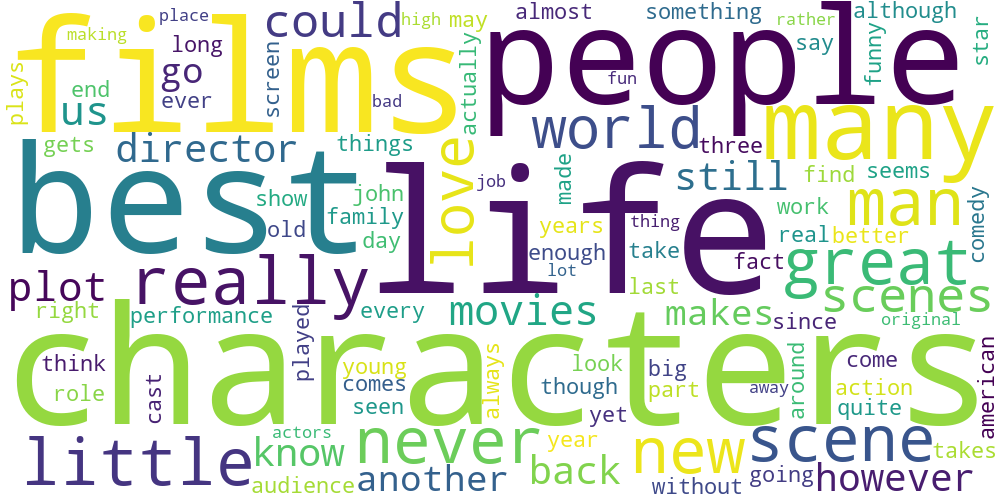 films
people
place
making
could
high
may
almost
something
rather
although
plays
long
go
ever
screen
actually
fun
say
funny
star
end
us
bad
gets
director
things
world
three
many
best
life
love
job
made
still
find
seems
show
john
family
old
day
years
thing
enough
lot
take
work
man
real
better
comedy
fact
great
plot
really
last
scenes
right
performance
every
movies
makes
since
original
characters
think
role
cast
played
young
comes
seen
always
look
though
yet
big
part
away
around
come
action
quite
american
little
know
actors
audience
never
another
year
back
new
without
scene
going
however
takes